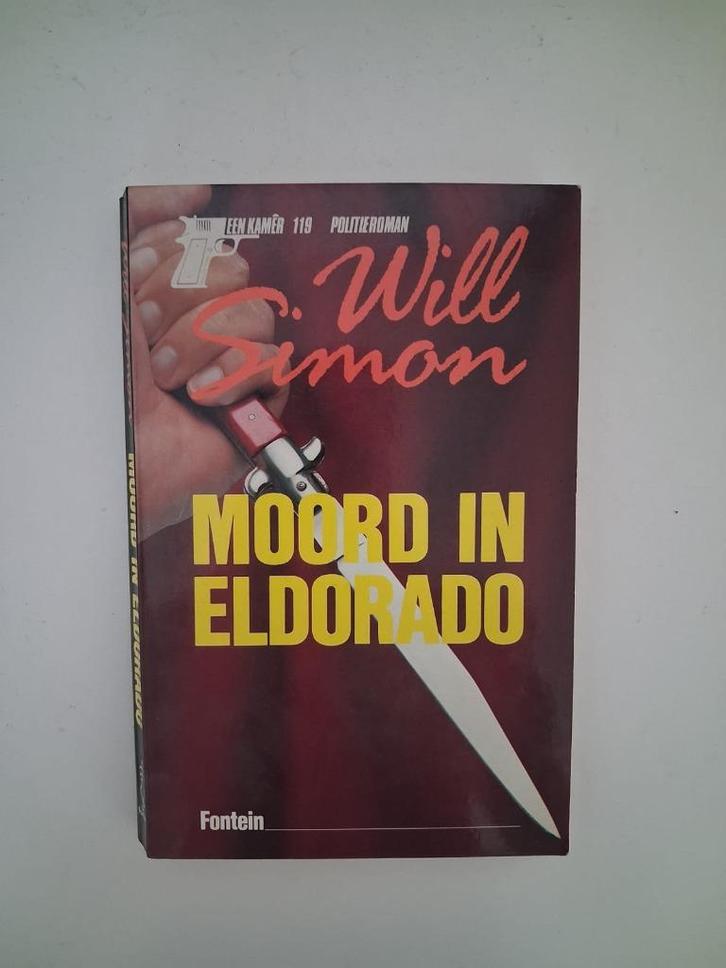 EEN KAMÊR 119 POLITIEROMAN
Will
Simon
MOORD IN
ELDORADO
Fontein
MOORD IN ELDORADO